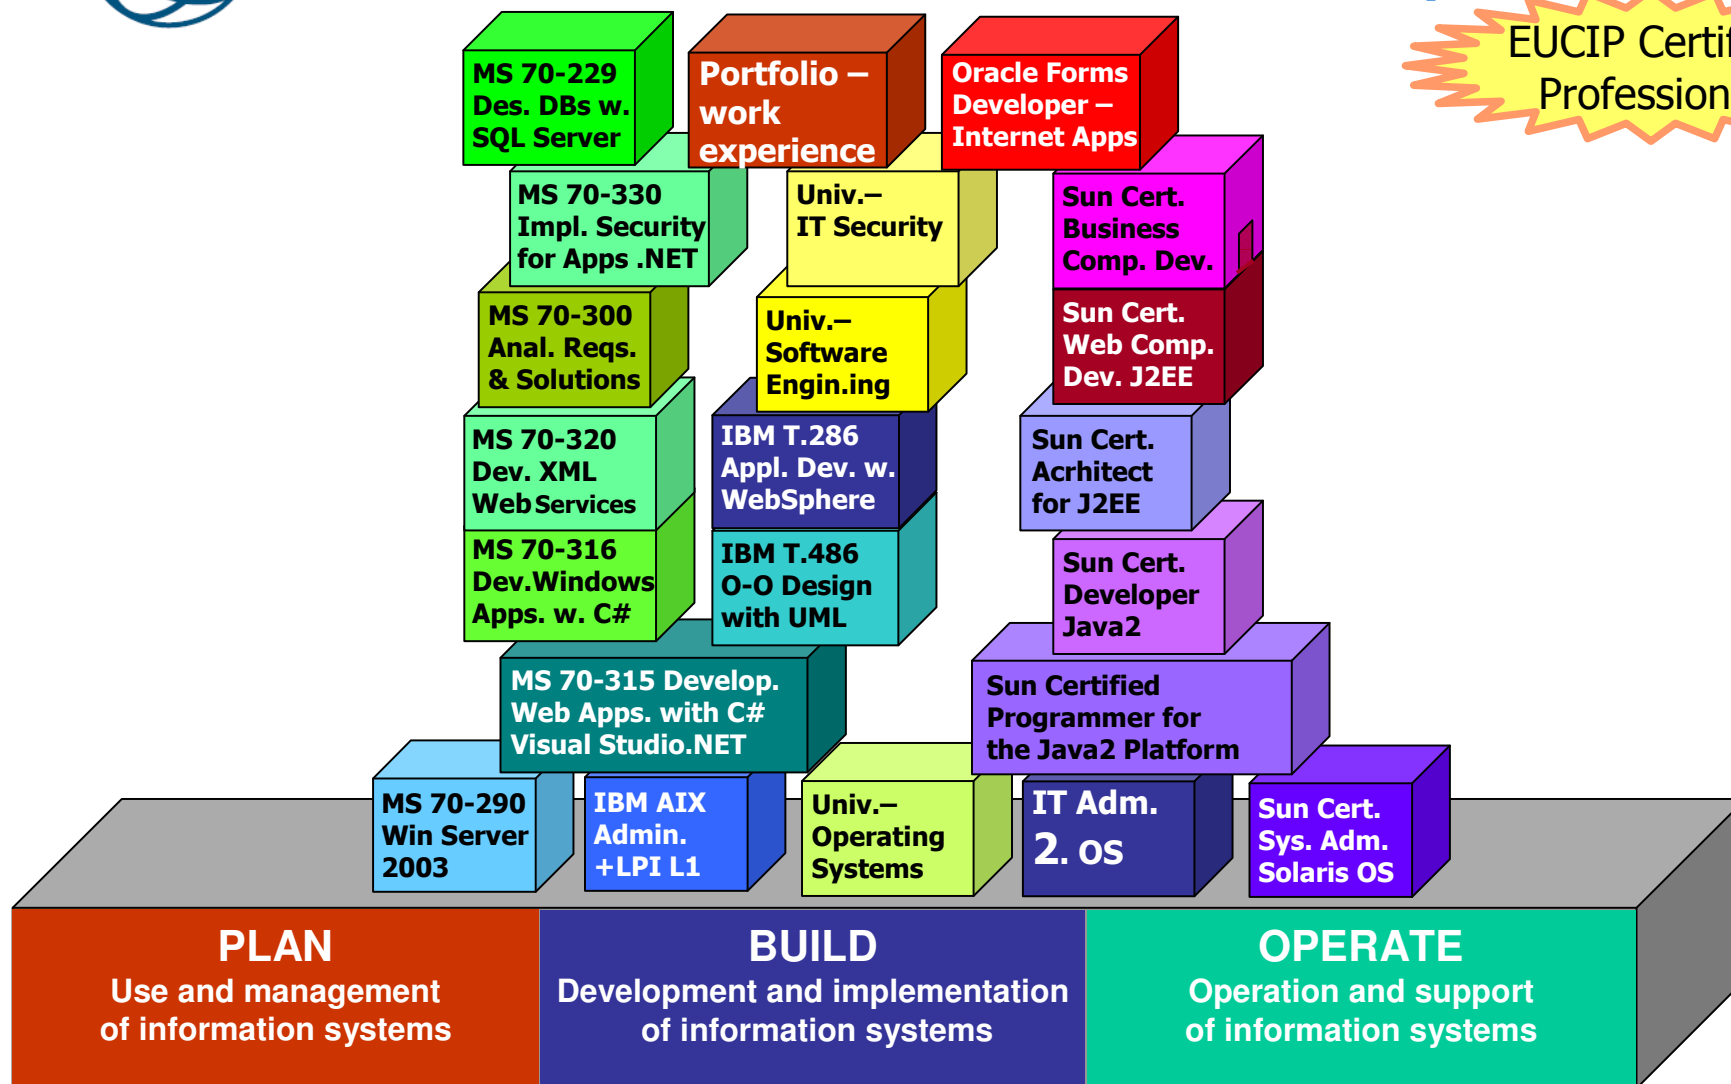 EUCIP
MS 70-229
Des. DBs w.
SQL Server
Portfolio –
work
experience
Oracle Forms
Developer –
Internet Apps
MS 70-330
Impl. Security
for Apps .NET
Univ.–
IT Security
Sun Cert.
Business
Comp. Dev.
MS 70-300
Anal. Reqs.
& Solutions
Univ.–
Software
Engin.ing
Sun Cert.
Web Comp.
Dev. J2EE
MS 70-320
Dev. XML
Web Services
IBM T.286
Appl. Dev. w.
WebSphere
Sun Cert.
Acrhitect
for J2EE
MS 70-316
Dev.Windows
Apps. w. C#
IBM T.486
O-O Design
with UML
Sun Cert.
Developer
Java2
MS 70-315 Develop.
Web Apps. with C#
Visual Studio.NET
Sun Certified
Programmer for
the Java2 Platform
MS 70-290
Win Server
2003
IBM AIX
Admin.
+LPI L1
Univ.–
Operating
Systems
IT Adm.
2. OS
Sun Cert.
Sys. Adm.
Solaris OS
PLAN
Use and management
of information systems
BUILD
Development and implementation
of information systems
OPERATE
Operation and support
of information systems